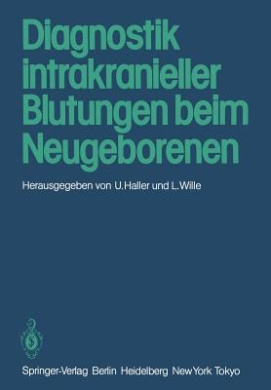 Diagnostik
intrakranieller
Blutungen beim
Neugeborenen
Herausgegeben von U. Haller und L. Wille
Springer-Verlag Berlin Heidelberg New York Tokyo